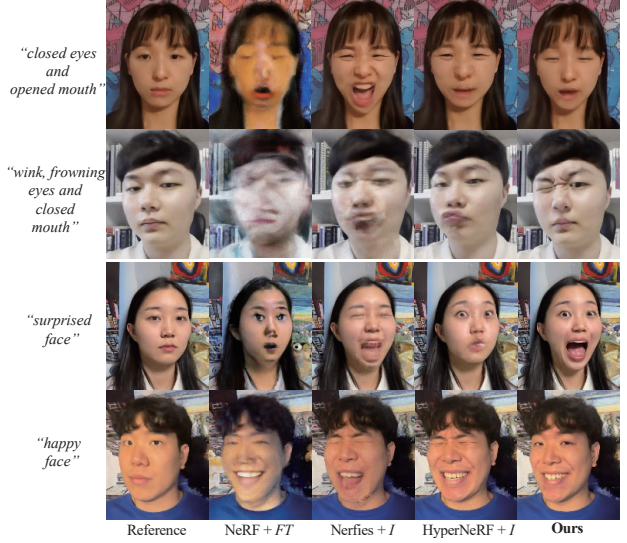 “closed eyes
and
opened mouth”
“wink, frowning
eyes and
closed
mouth”
“surprised
face”
“happy
face”
Reference NeRF + FT Nerfies + I HyperNeRF + I Ours